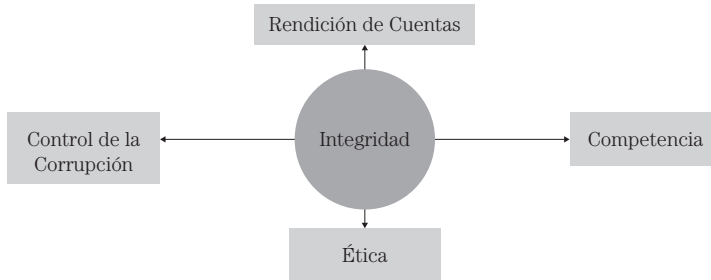 Rendición de Cuentas
Control de la
Corrupción
Integridad
Competencia
Ética